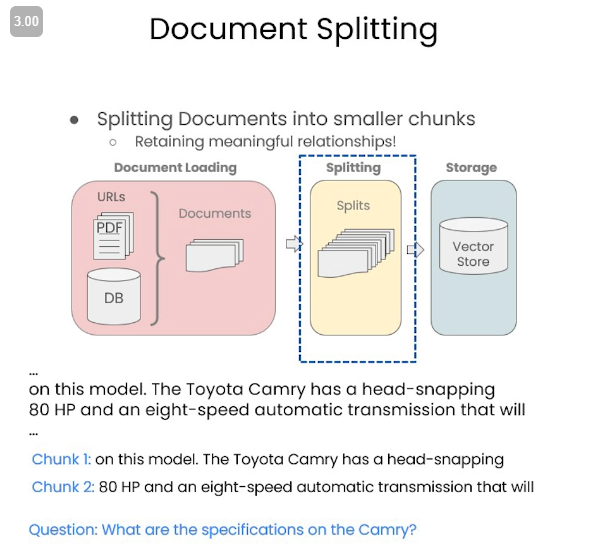 3.00
Document Splitting
● Splitting Documents into smaller chunks
○ Retaining meaningful relationships!
Document Loading
Splitting
Storage
URLs
PDF
DB
Documents
Splits
Vector
Store
...
on this model. The Toyota Camry has a head-snapping
80 HP and an eight-speed automatic transmission that will
...
Chunk 1: on this model. The Toyota Camry has a head-snapping
Chunk 2: 80 HP and an eight-speed automatic transmission that will
Question: What are the specifications on the Camry?